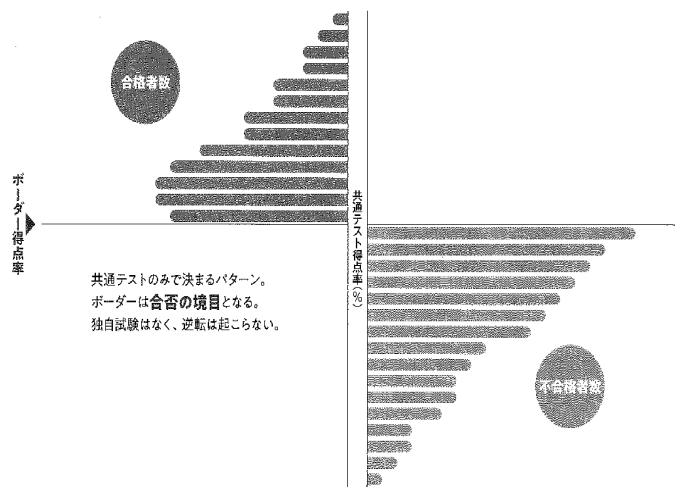 合格者数
ボーダー得点率
共通テスト得点率(%)
共通テストのみで決まるパターン。
ボーダーは合否の境目となる。
独自試験はなく、逆転は起こらない。
不合格者数